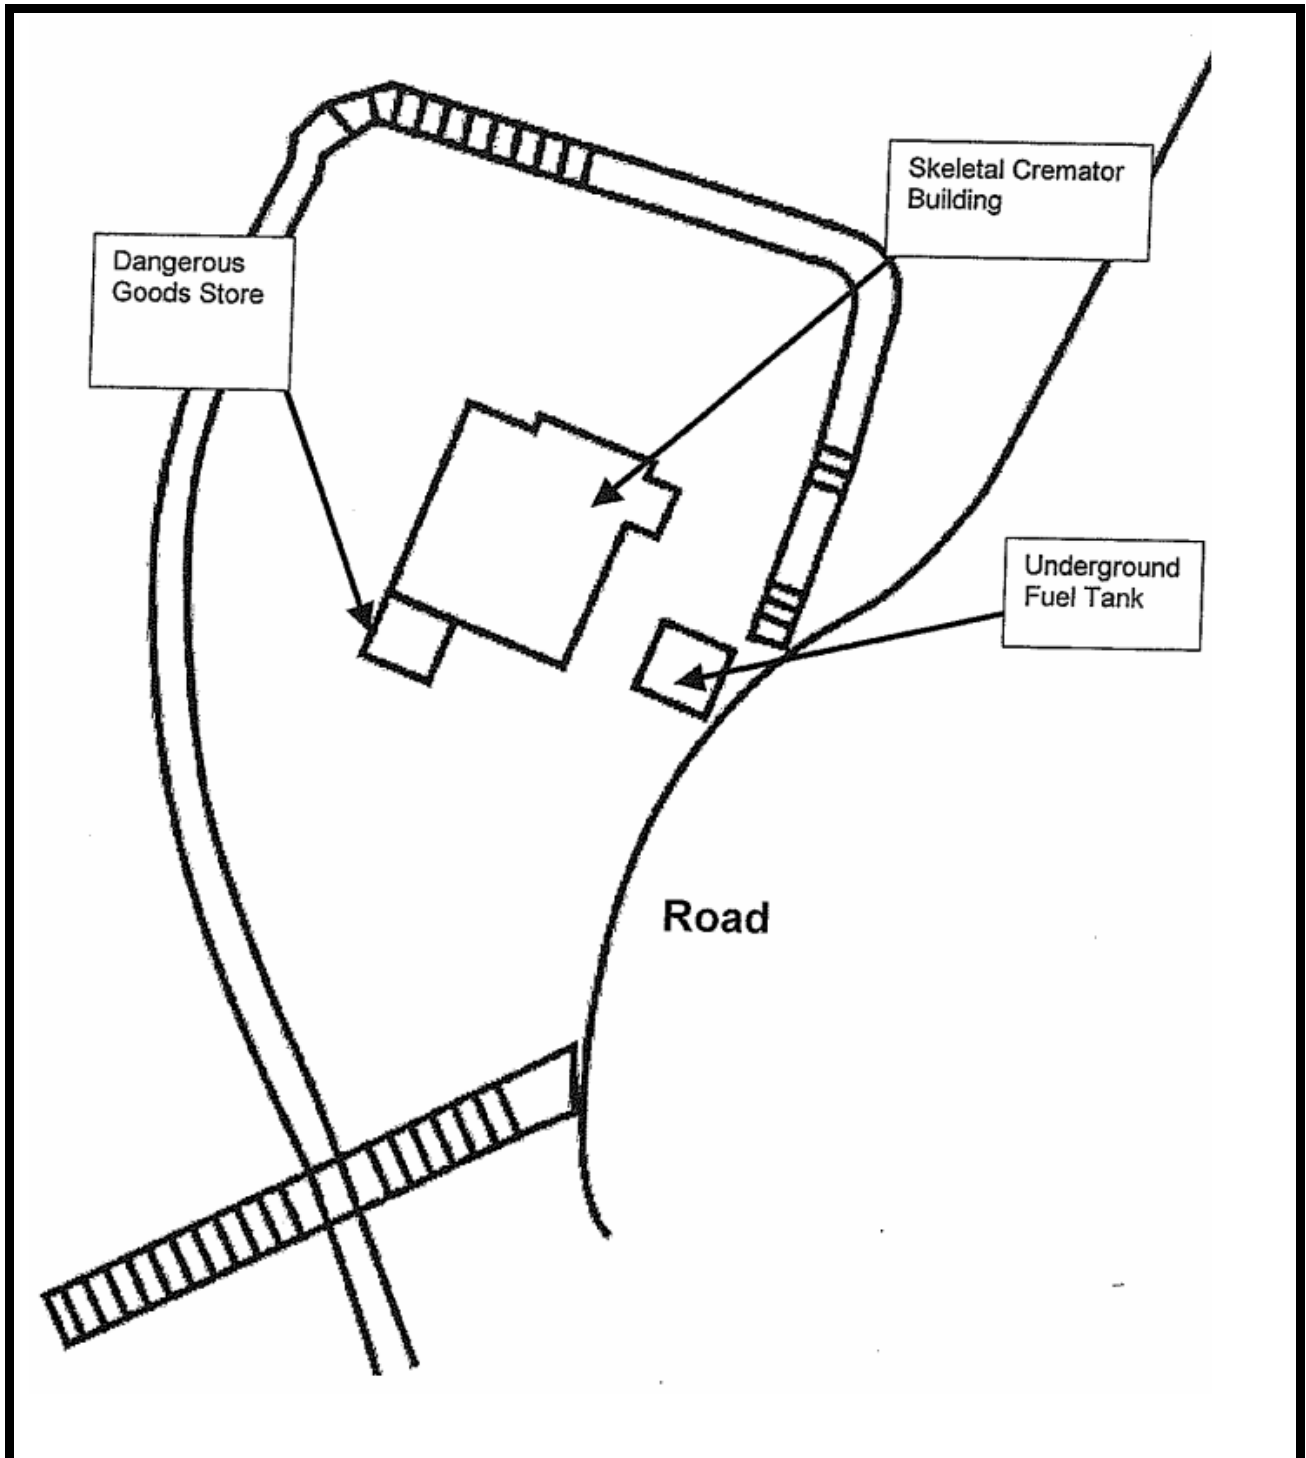 Skeletal Cremator
Building
Dangerous
Goods Store
Underground
Fuel Tank
Road